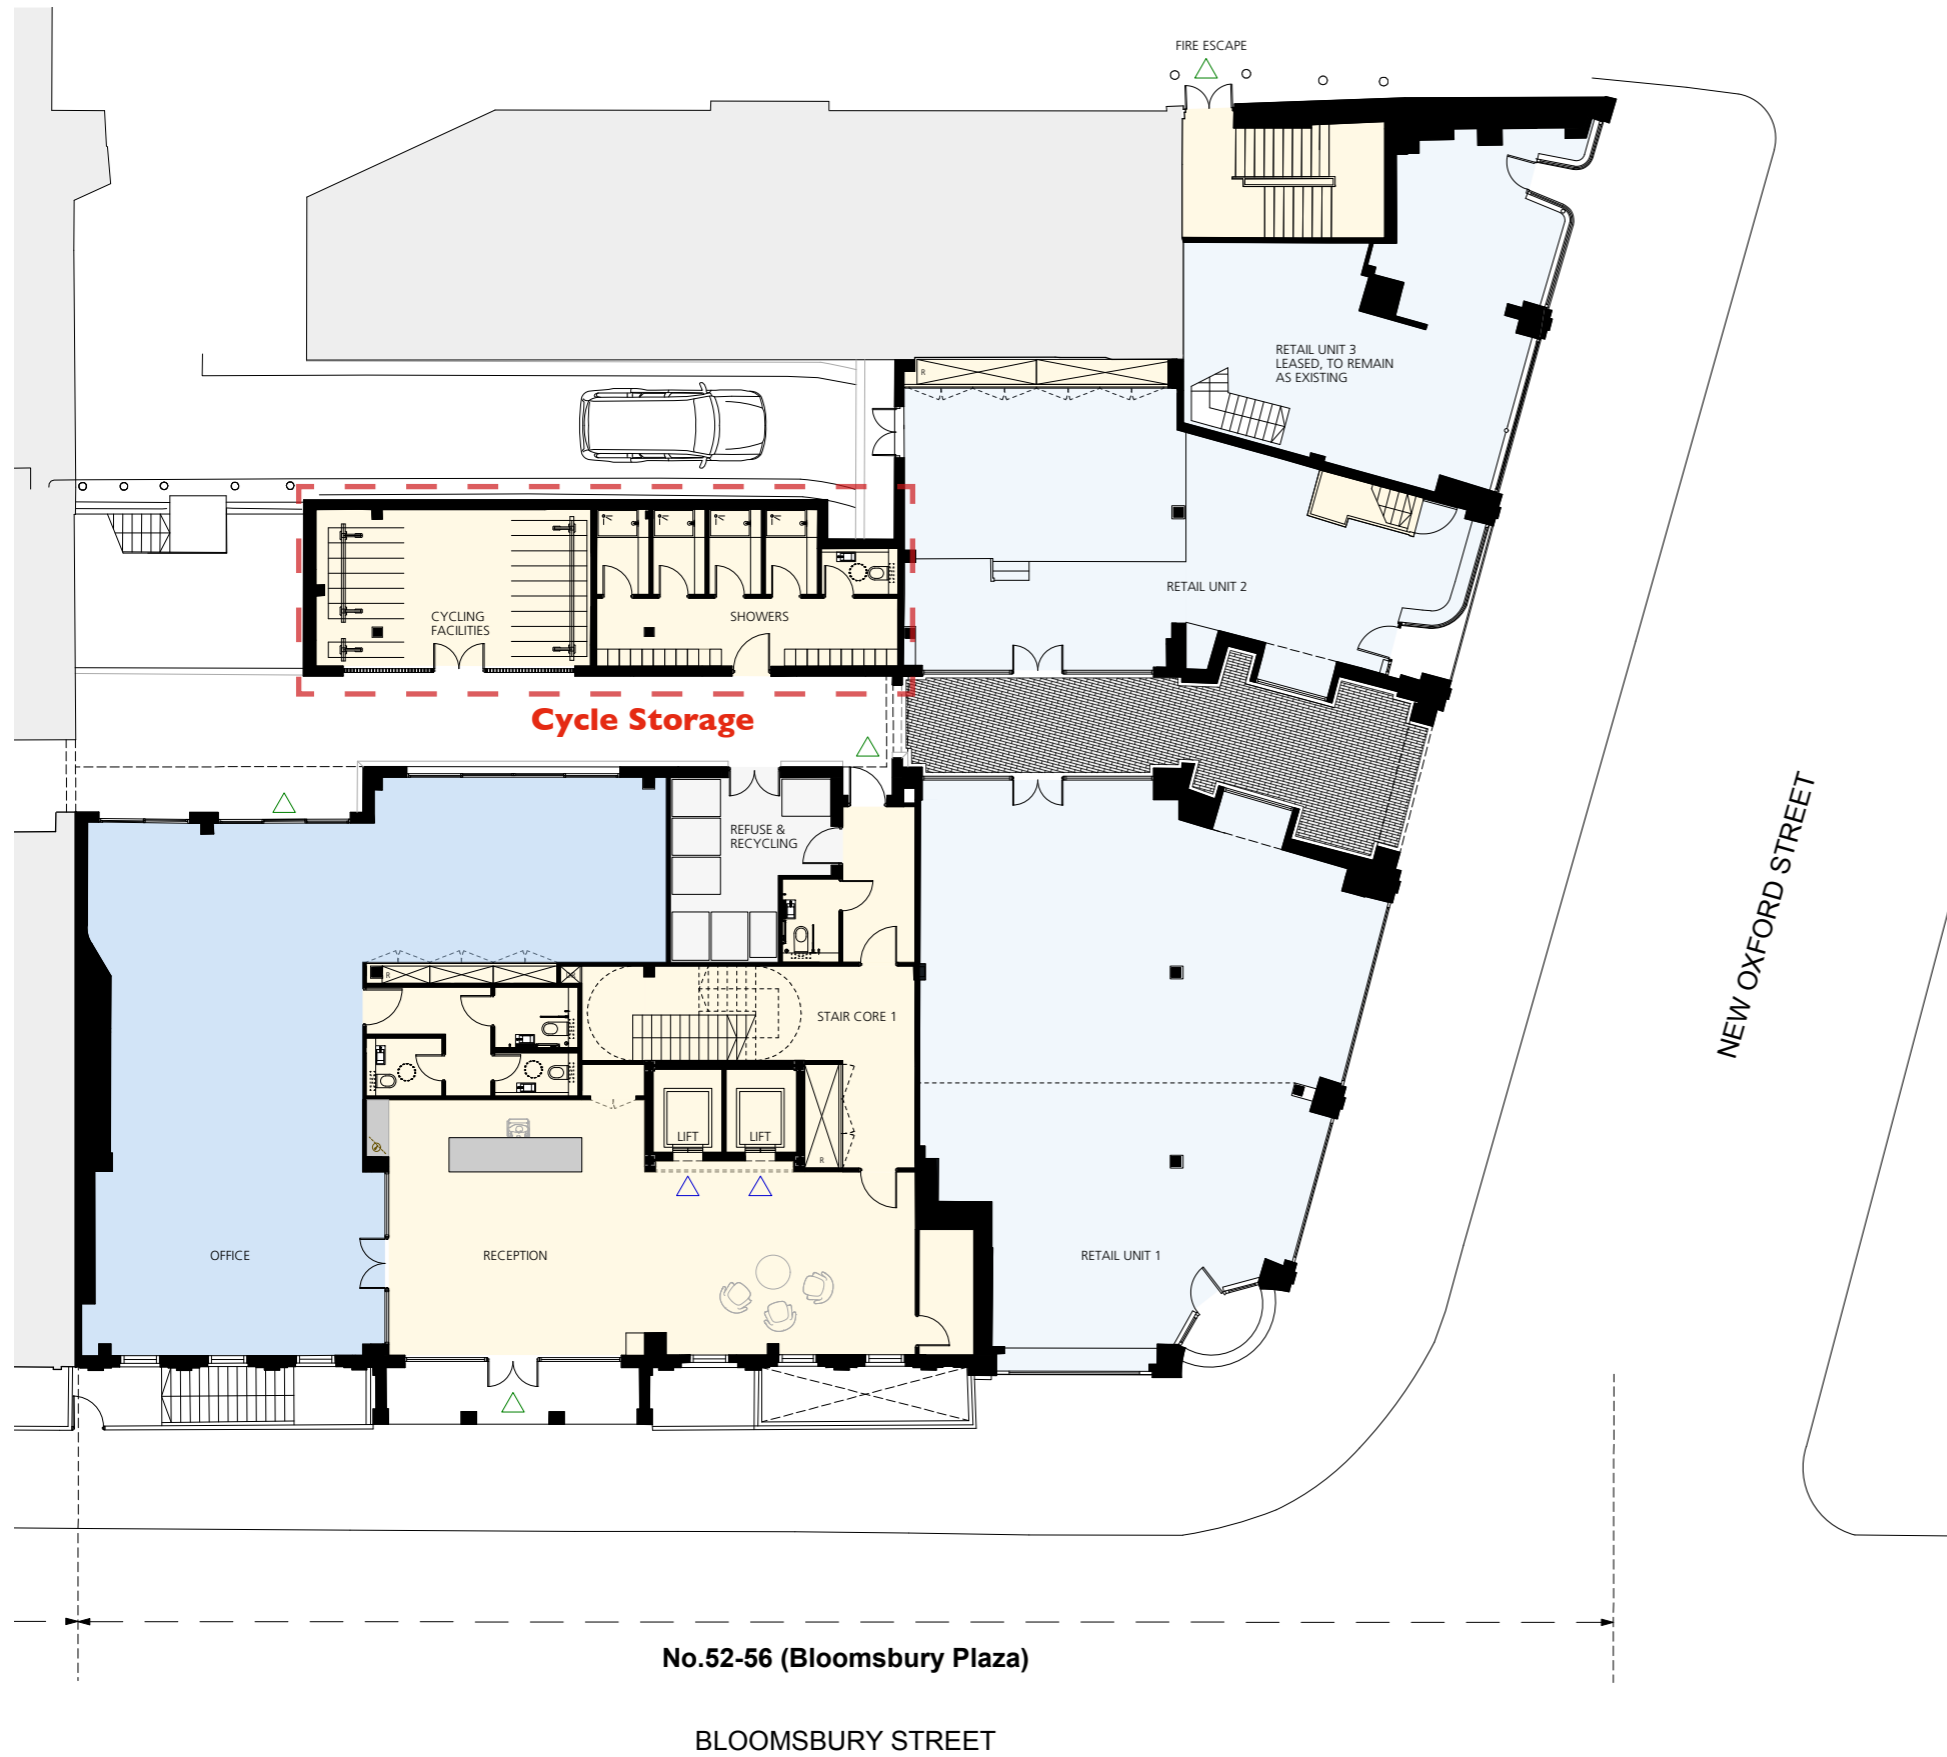 FIRE ESCAPE
R
RETAIL UNIT 3
LEASED, TO REMAIN
AS EXISTING
RETAIL UNIT 2
CYCLING
FACILITIES
SHOWERS
Cycle Storage
REFUSE &
RECYCLING
NEW OXFORD STREET
R
STAIR CORE 1
LIFT
LIFT
R
OFFICE
RECEPTION
RETAIL UNIT 1
No.52-56 (Bloomsbury Plaza)
BLOOMSBURY STREET